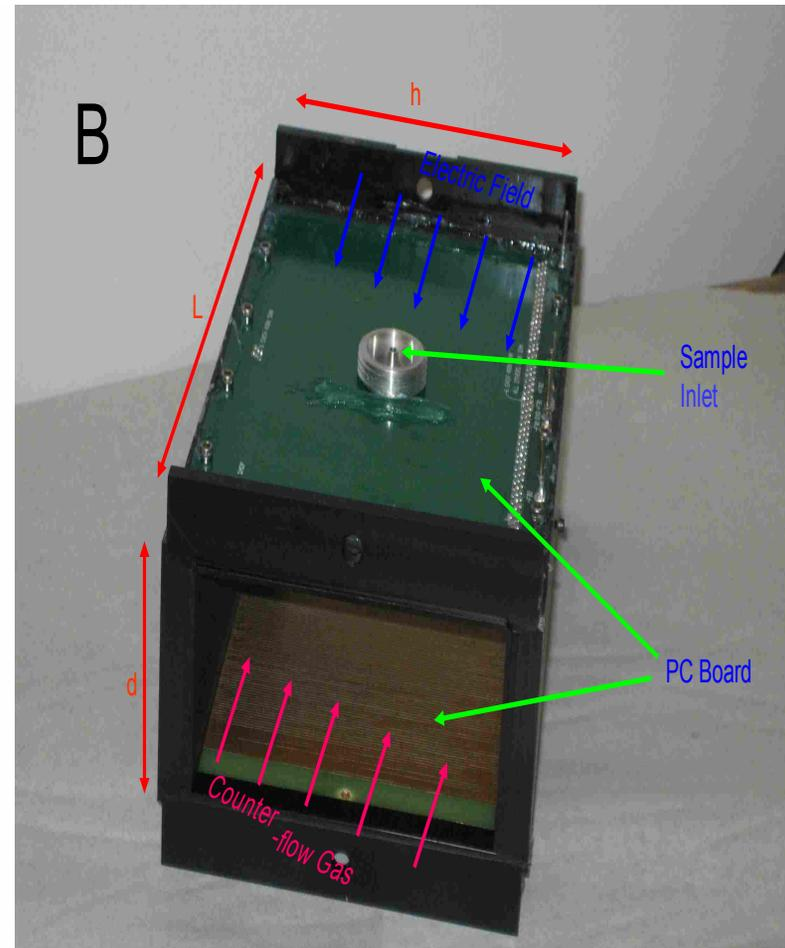 h
B
Electric Field
L
Sample
Inlet
PC Board
d
Counter
-flow Gas